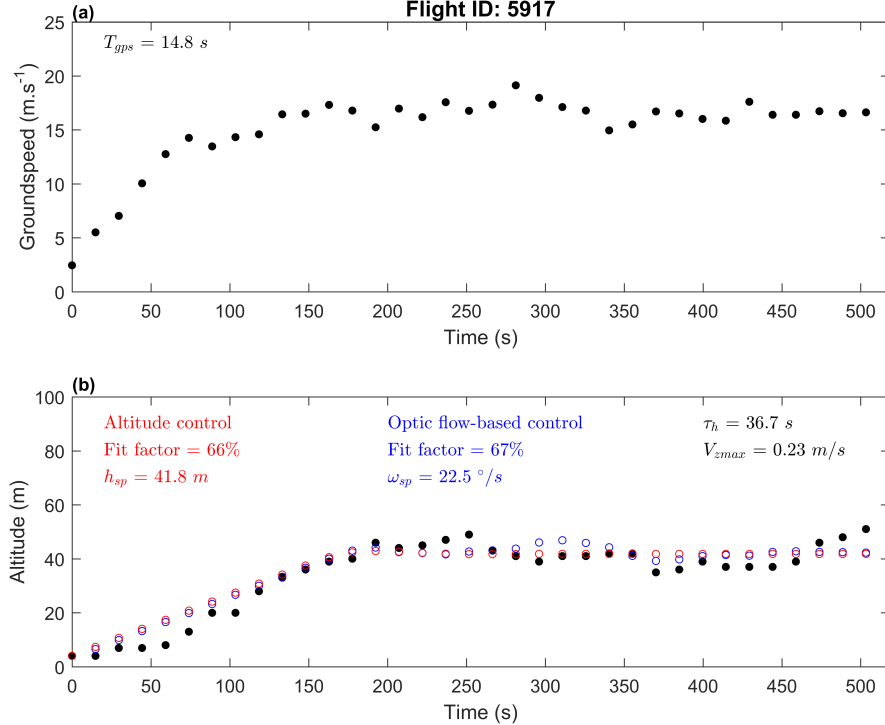 Flight ID: 5917
(a)
T_gps = 14.8 s
25
20
15
10
5
0
Groundspeed (m.s^-1)
0 50 100 150 200 250 300 350 400 450 500
Time (s)
(b)
Altitude control
Fit factor = 66%
h_sp = 41.8 m
Optic flow-based control
Fit factor = 67%
ω_sp = 22.5 °/s
τ_h = 36.7 s
V_zmax = 0.23 m/s
100
80
60
40
20
0
Altitude (m)
0 50 100 150 200 250 300 350 400 450 500
Time (s)